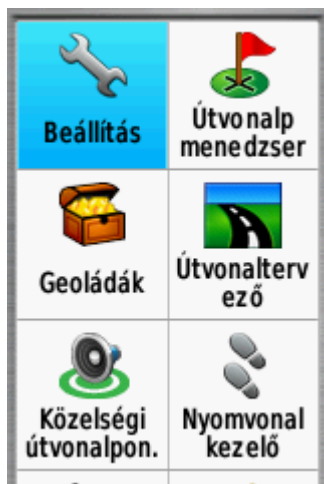 Beállítás
Útvonalp
menedzser
Geoládák
Útvonalterv
ező
Közelségi
útvonalpon.
Nyomvonal
kezelő